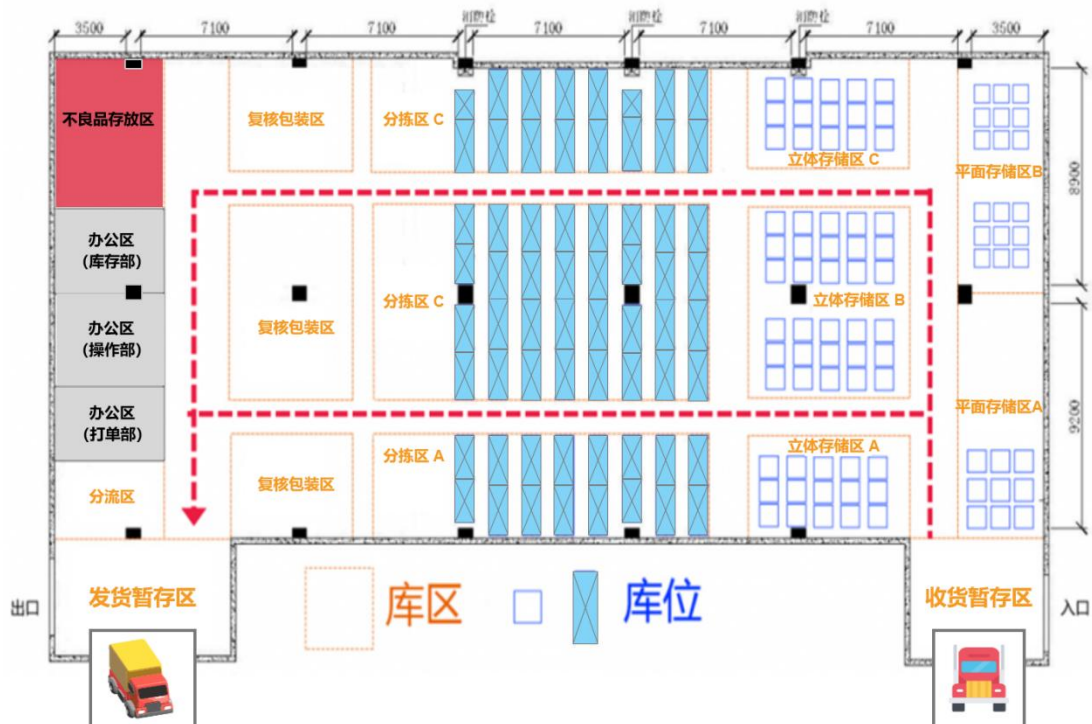 3500 7100 7100 消防栓 7100 消防栓 7100 消防栓 7100 3500
不良品存放区
复核包装区
分拣区 C
立体存储区 C
平面存储区B
8900
办公区
(库存部)
办公区
(操作部)
办公区
(打单部)
复核包装区
分拣区 C
立体存储区 B
平面存储区A
9200
分流区
复核包装区
分拣区 A
立体存储区 A
出口
发货暂存区
库区
库位
收货暂存区
入口